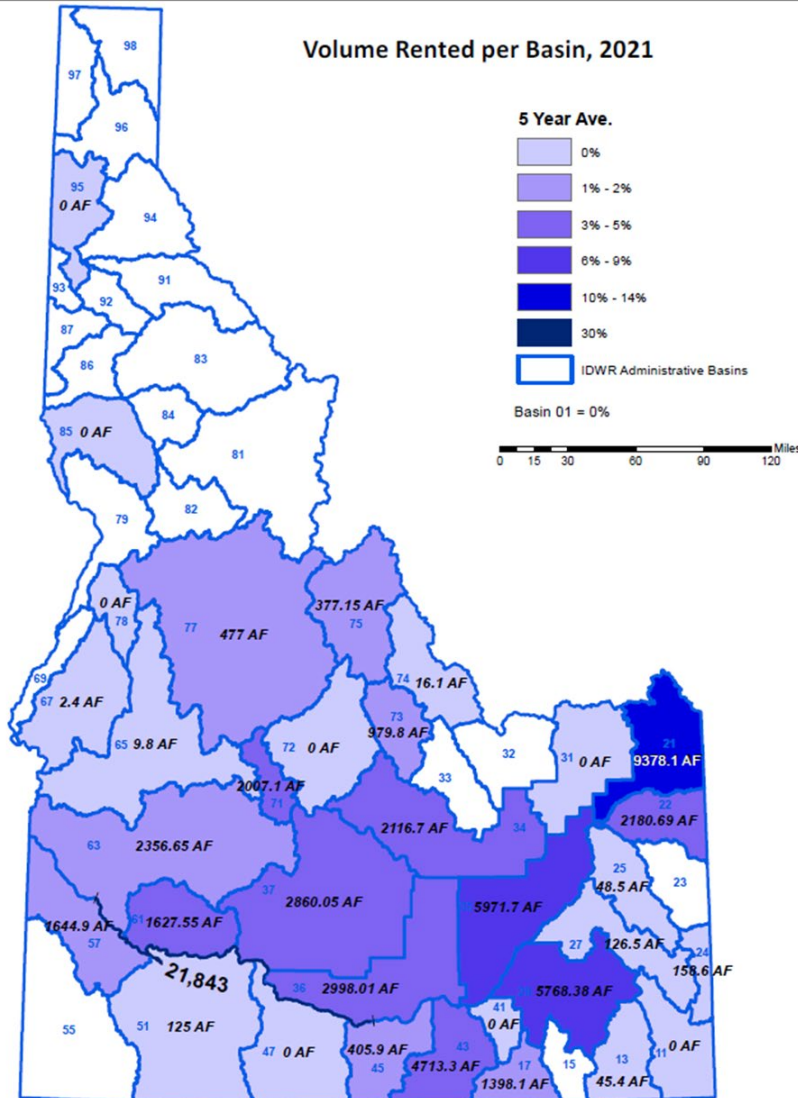 Volume Rented per Basin, 2021
5 Year Ave.
0%
1% - 2%
3% - 5%
6% - 9%
10% - 14%
30%
IDWR Administrative Basins
Basin 01 = 0%
Miles
0 15 30 60 90 120
98
97
96
95
0 AF
94
93
92
91
87
86
83
85 0 AF
84
81
79
82
0 AF
78
77
477 AF
377.15 AF
75
69
67 2.4 AF
65 9.8 AF
74
16.1 AF
73
979.8 AF
72 0 AF
2007.1 AF
71
33
32
31 0 AF
21
9378.1 AF
22
2180.69 AF
63
2356.65 AF
2116.7 AF
34
25
48.5 AF
23
37
2860.05 AF
5971.7 AF
61 1627.55 AF
1644.9 AF
57
27
126.5 AF
24
158.6 AF
21,843
36 2998.01 AF
5768.38 AF
55
51 125 AF
47 0 AF
405.9 AF
45
43
4713.3 AF
41
0 AF
17
1398.1 AF
15
13
45.4 AF
11 0 AF